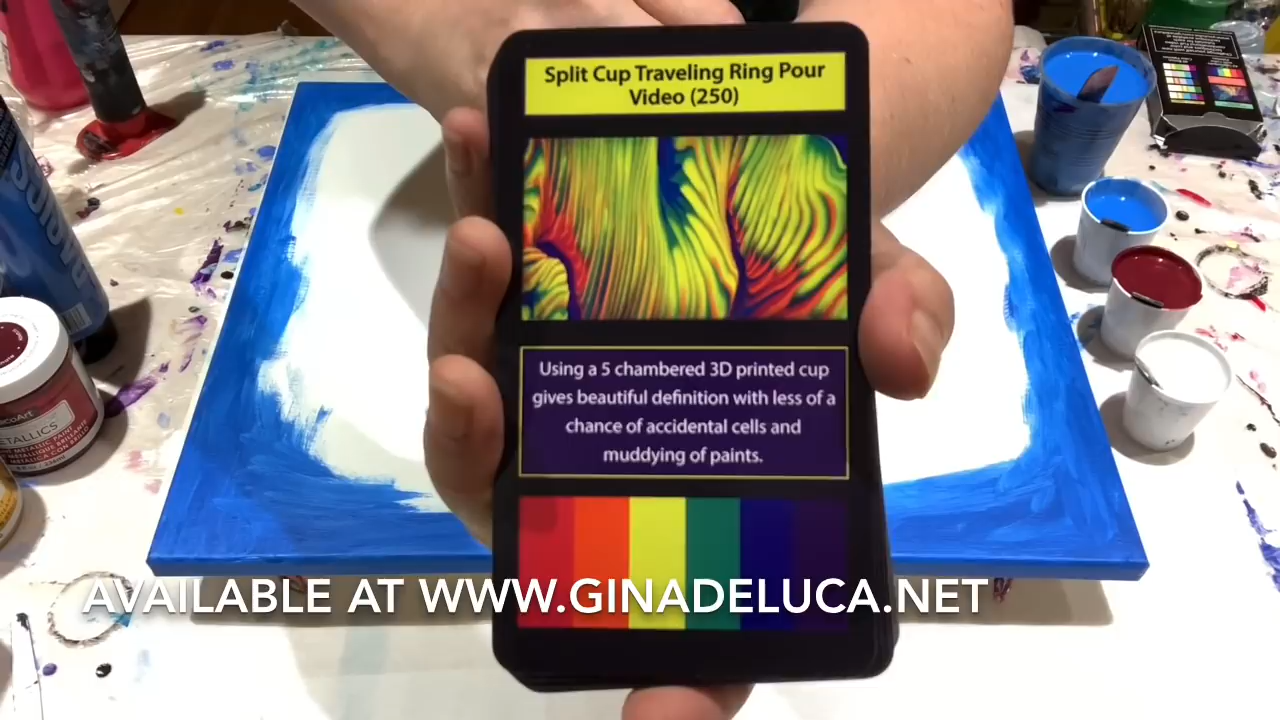 Split Cup Traveling Ring Pour
Video (250)
Using a 5 chambered 3D printed cup
gives beautiful definition with less of a
chance of accidental cells and
muddying of paints.
AVAILABLE AT WWW.GINADELUCA.NET